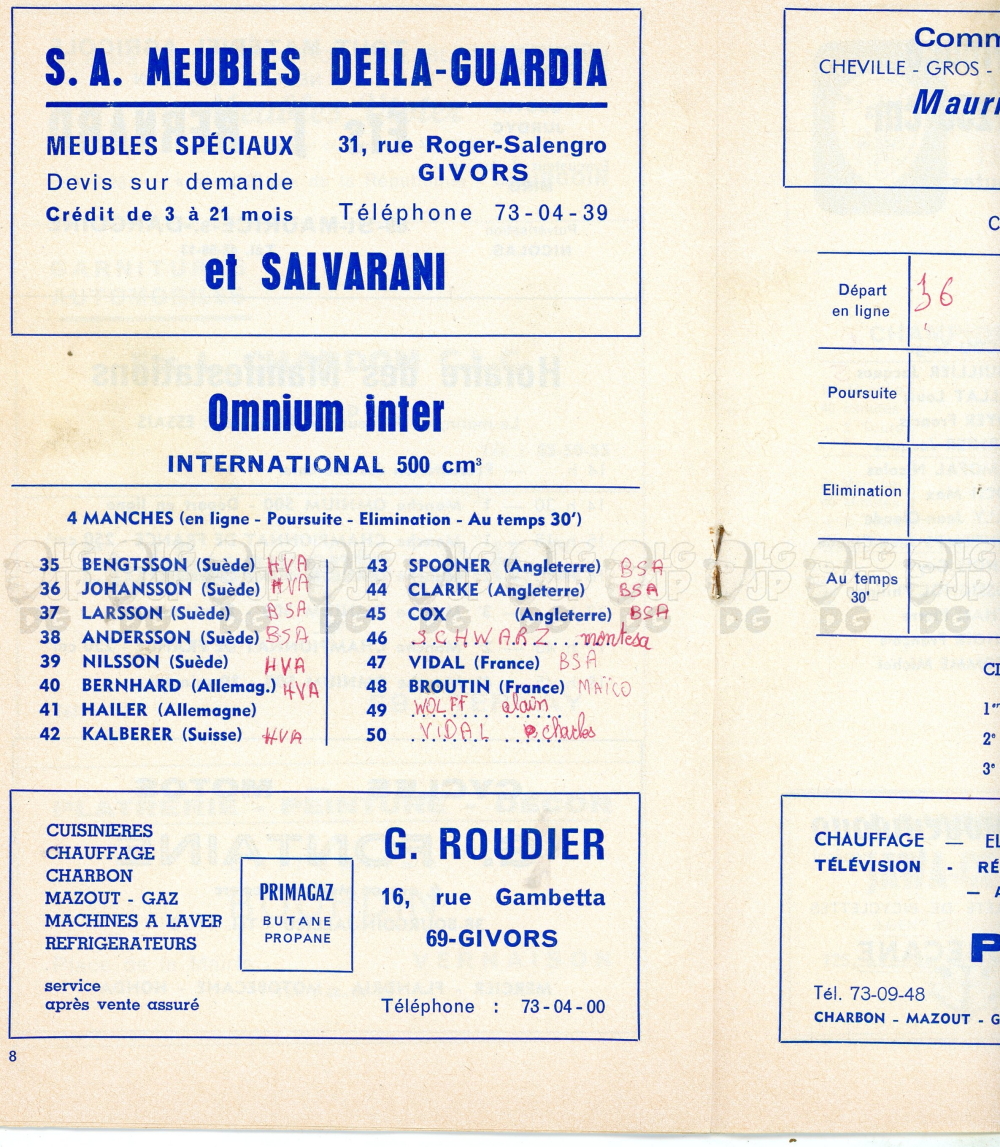 S. A. MEUBLES DELLA-GUARDIA
MEUBLES SPÉCIAUX
Devis sur demande
Crédit de 3 à 21 mois
31, rue Roger-Salengro
GIVORS
Téléphone 73-04-39
et SALVARANI
Omnium inter
INTERNATIONAL 500 cm³
4 MANCHES (en ligne - Poursuite - Elimination - Au temps 30')
35 BENGTSSON (Suède) HVA
36 JOHANSSON (Suède) HVA
37 LARSSON (Suède) BSA
38 ANDERSSON (Suède) BSA
39 NILSSON (Suède) HVA
40 BERNHARD (Allemag.) HVA
41 HAILER (Allemagne)
42 KALBERER (Suisse) HVA
43 SPOONER (Angleterre) BSA
44 CLARKE (Angleterre) BSA
45 COX (Angleterre) BSA
46 SCHWARZ montesa
47 VIDAL (France) BSA
48 BROUTIN (France) MAÏCO
49 WOLFF alain
50 VIDAL charles
CUISINIERES
CHAUFFAGE
CHARBON
MAZOUT - GAZ
MACHINES A LAVER
REFRIGERATEURS
service
après vente assuré
PRIMAGAZ
BUTANE
PROPANE
G. ROUDIER
16, rue Gambetta
69-GIVORS
Téléphone : 73-04-00
8
Comm
CHEVILLE - GROS -
Mauri
C
Départ
en ligne
36
Poursuite
Elimination
Au temps
30'
Cl
1er
2e
3e
CHAUFFAGE — EL
TÉLÉVISION - RÉ
— A
P
Tél. 73-09-48
CHARBON - MAZOUT - G
LG
JP
DG